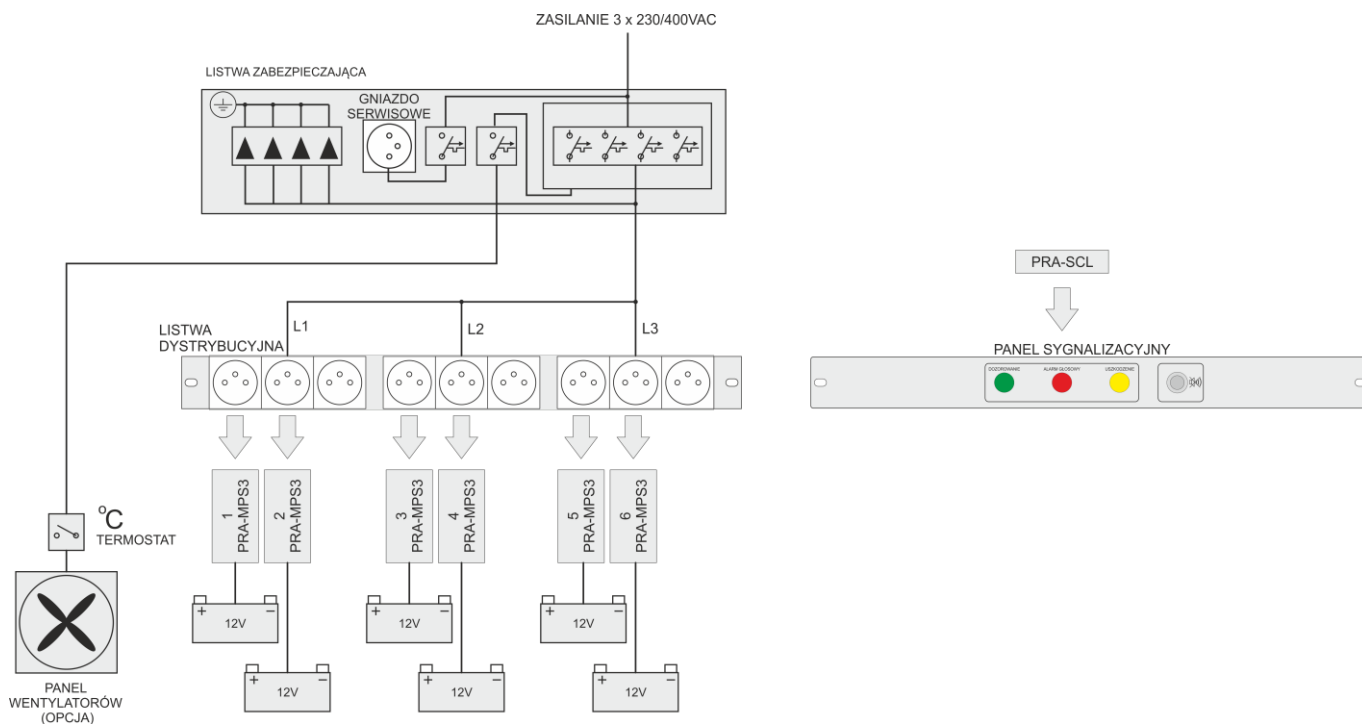 ZASILANIE 3 x 230/400VAC
LISTWA ZABEZPIECZAJĄCA
GNIAZDO
SERWISOWE
PRA-SCL
L1
L2
L3
LISTWA
DYSTRYBUCYJNA
PANEL SYGNALIZACYJNY
DOZOROWANIE
ALARM GŁOSOWY
USZKODZENIE
1
PRA-MPS3
2
PRA-MPS3
3
PRA-MPS3
4
PRA-MPS3
5
PRA-MPS3
6
PRA-MPS3
°C
TERMOSTAT
+ −
12V
+ −
12V
+ −
12V
+ −
12V
+ −
12V
+ −
12V
PANEL
WENTYLATORÓW
(OPCJA)